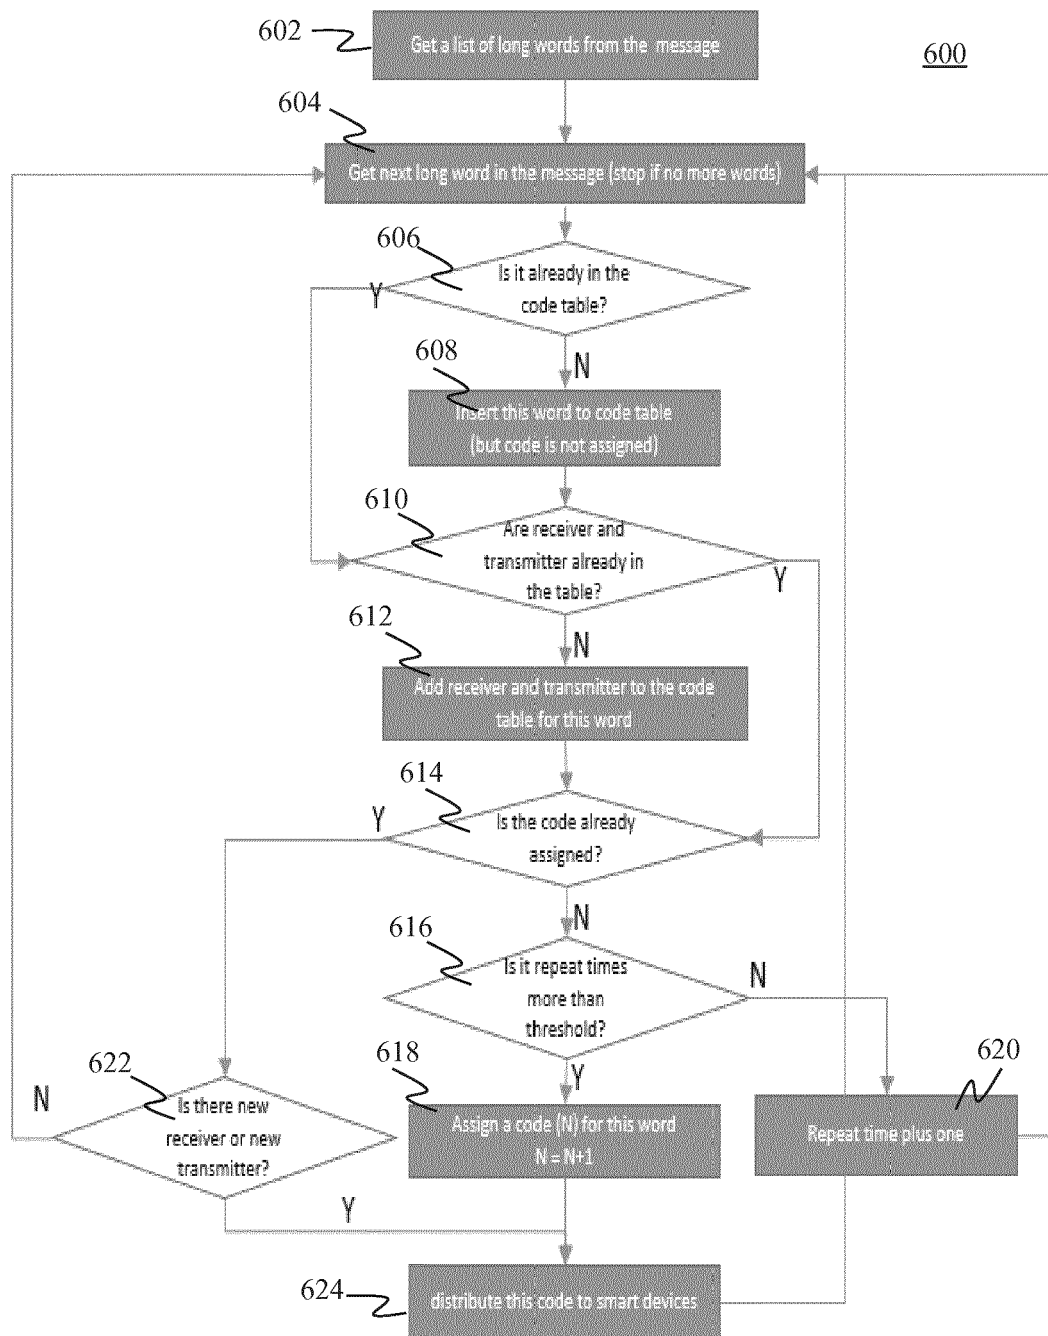 602
Get a list of long words from the message
600
604
Get next long word in the message (stop if no more words)
606
Is it already in the
code table?
Y
N
608
Insert this word to code table
(but code is not assigned)
610
Are receiver and
transmitter already in
the table?
Y
N
612
Add receiver and transmitter to the code
table for this word
614
Is the code already
assigned?
Y
N
616
Is it repeat times
more than
threshold?
N
Y
618
Assign a code (N) for this word
N = N+1
620
Repeat time plus one
622
Is there new
receiver or new
transmitter?
N
Y
624
distribute this code to smart devices